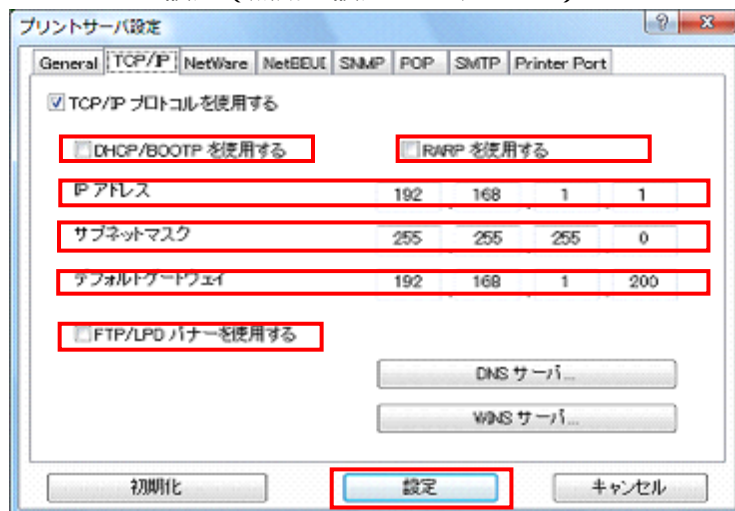 プリントサーバ設定
General TCP/IP NetWare NetBEUI SNMP POP SMTP Printer Port
TCP/IP プロトコルを使用する
DHCP/BOOTP を使用する RARP を使用する
IP アドレス 192 168 1 1
サブネットマスク 255 255 255 0
デフォルトゲートウェイ 192 168 1 200
FTP/LPD バナーを使用する
DNS サーバ...
WINS サーバ...
初期化 設定 キャンセル